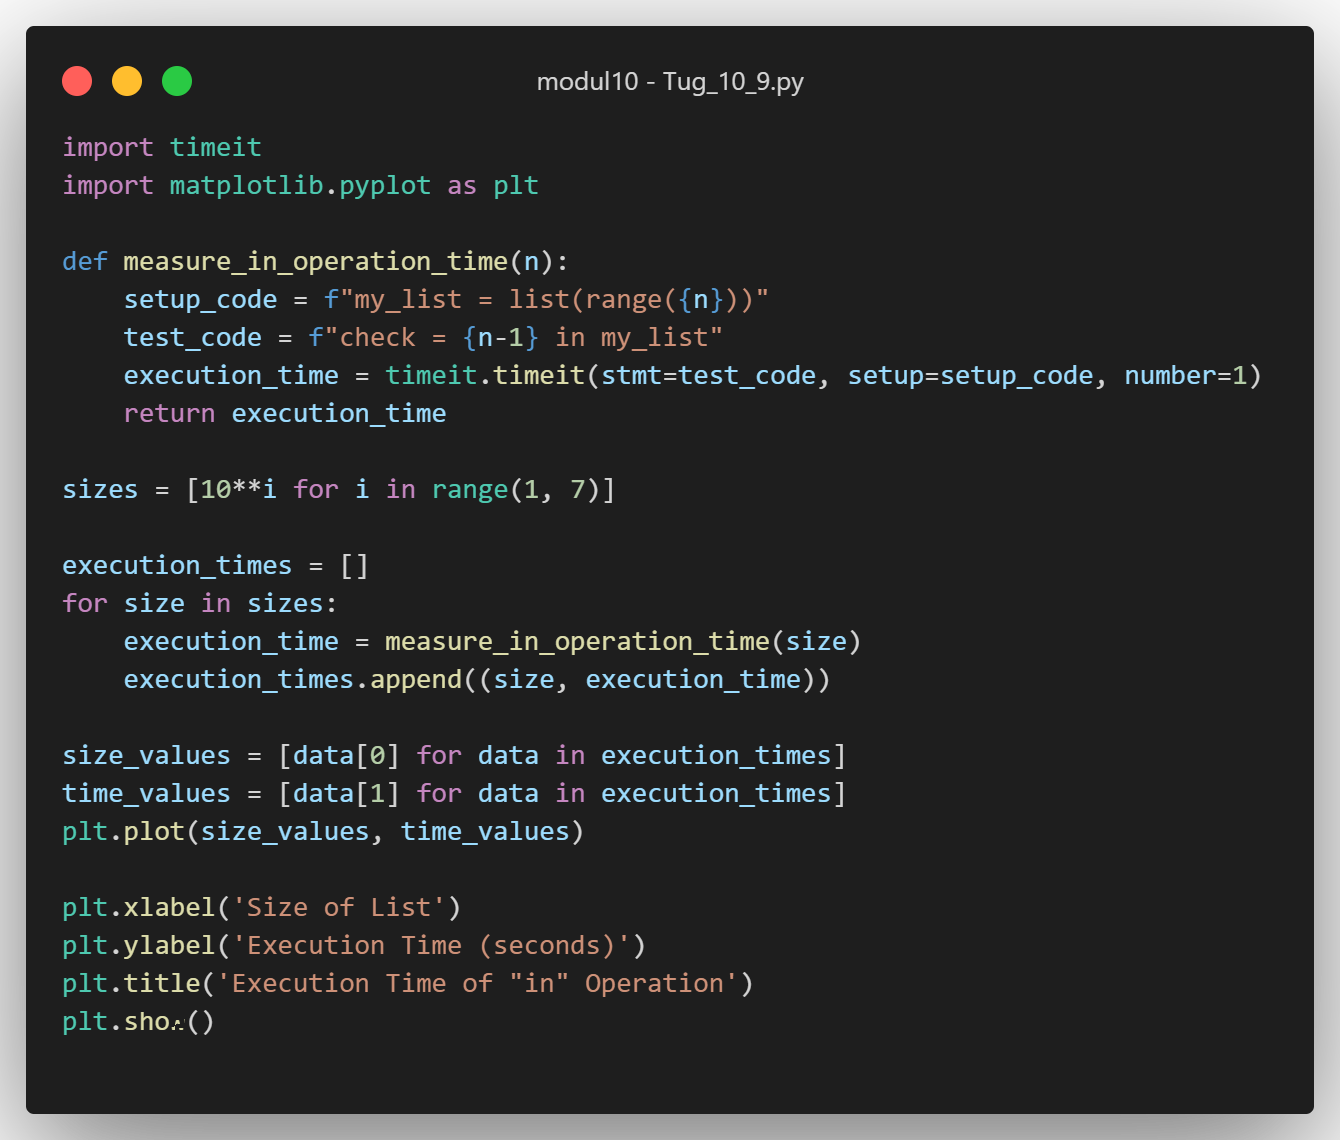 modul10 - Tug_10_9.py
import timeit
import matplotlib.pyplot as plt
def measure_in_operation_time(n):
    setup_code = f"my_list = list(range({n}))"
    test_code = f"check = {n-1} in my_list"
    execution_time = timeit.timeit(stmt=test_code, setup=setup_code, number=1)
    return execution_time
sizes = [10**i for i in range(1, 7)]
execution_times = []
for size in sizes:
    execution_time = measure_in_operation_time(size)
    execution_times.append((size, execution_time))
size_values = [data[0] for data in execution_times]
time_values = [data[1] for data in execution_times]
plt.plot(size_values, time_values)
plt.xlabel('Size of List')
plt.ylabel('Execution Time (seconds)')
plt.title('Execution Time of "in" Operation')